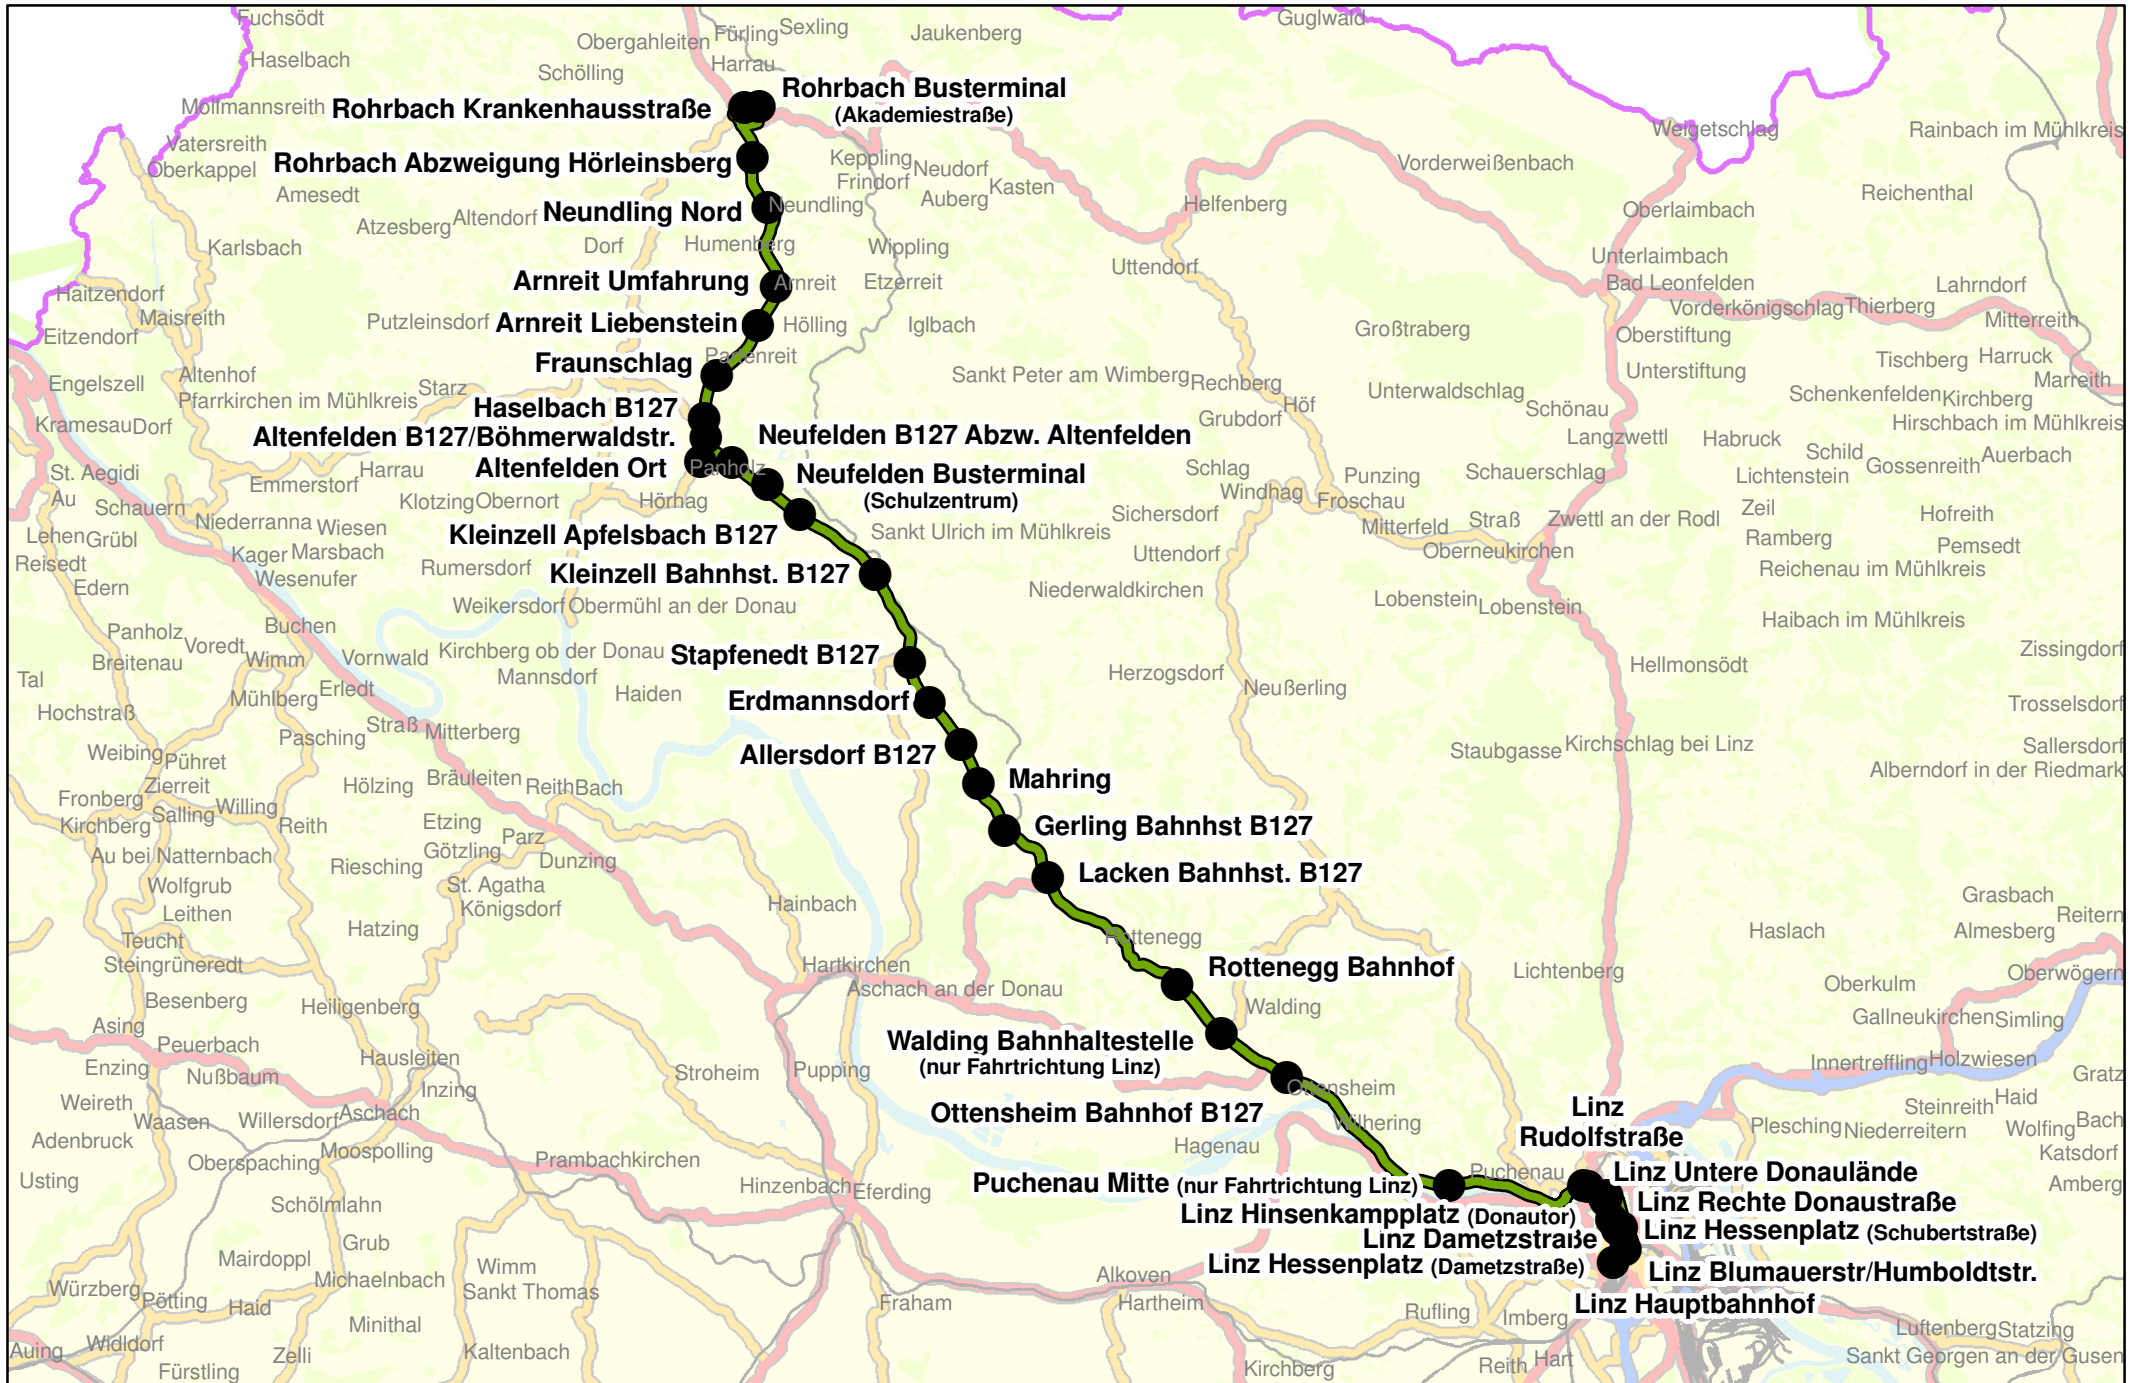 Fuchsödt
Guglwald
Sexling
Fürling
Jaukenberg
Obergahleiten
Haselbach
Harrau
Schölling
Rohrbach Busterminal
(Akademiestraße)
Mollmannsreith
Rohrbach Krankenhausstraße
Weigetschlag
Rainbach im Mühlkreis
Vatersreith
Oberkappel
Rohrbach Abzweigung Hörleinsberg
Keppling
Neudorf
Frindorf
Kasten
Auberg
Vorderweißenbach
Reichenthal
Amesedt
Altendorf
Atzesberg
Neundling Nord
Neundling
Helfenberg
Oberlaimbach
Karlsbach
Dorf
Humenberg
Wippling
Unterlaimbach
Uttendorf
Arnreit Umfahrung
Arnreit
Etzerreit
Bad Leonfelden
Lahrndorf
Haitzendorf
Maisreith
Vorderkönigschlag
Thierberg
Mitterreith
Putzleinsdorf
Arnreit Liebenstein
Hölling
Iglbach
Großtraberg
Oberstiftung
Eitzendorf
Fraunschlag
Partenreit
Tischberg
Harruck
Unterstiftung
Marreith
Engelszell
Altenhof
Starz
Sankt Peter am Wimberg
Rechberg
Unterwaldschlag
Schenkenfelden
Kirchberg
Pfarrkirchen im Mühlkreis
Haselbach B127
Höf
Grubdorf
Schönau
Hirschbach im Mühlkreis
Kramesau
Dorf
Altenfelden B127/Böhmerwaldstr.
Neufelden B127 Abzw. Altenfelden
Langzwettl
Habruck
Schild
Auerbach
St. Aegidi
Harrau
Altenfelden Ort
Panholz
Neufelden Busterminal
(Schulzentrum)
Schlag
Punzing
Schauerschlag
Lichtenstein
Gossenreith
Emmerstorf
Au
Schauern
Klotzing
Obernort
Hörhag
Windhag
Froschau
Zeil
Hofreith
Niederranna
Wiesen
Sichersdorf
Mitterfeld
Straß
Zwettl an der Rodl
Lehen
Grübl
Kleinzell Apfelsbach B127
Sankt Ulrich im Mühlkreis
Ramberg
Pemsedt
Kager
Marsbach
Uttendorf
Oberneukirchen
Reisedt
Rumersdorf
Kleinzell Bahnhst. B127
Reichenau im Mühlkreis
Edern
Wesenufer
Niederwaldkirchen
Weikersdorf
Obermühl an der Donau
Lobenstein
Lobenstein
Haibach im Mühlkreis
Panholz
Buchen
Voredt
Breitenau
Wimm
Vornwald
Kirchberg ob der Donau
Stapfenedt B127
Zissingdorf
Hellmonsödt
Tal
Mannsdorf
Herzogsdorf
Mühlberg
Erledt
Haiden
Erdmannsdorf
Neußerling
Trosselsdorf
Hochstraß
Straß
Mitterberg
Pasching
Weibing
Pühret
Allersdorf B127
Staubgasse
Kirchschlag bei Linz
Sallersdorf
Alberndorf in der Riedmark
Zierreit
Hölzing
Bräuleiten
Reith
Bach
Mahring
Fronberg
Willing
Salling
Kirchberg
Reith
Etzing
Parz
Gerling Bahnhst B127
Au bei Natternbach
Götzling
Riesching
Dunzing
Lacken Bahnhst. B127
Wolfgrub
St. Agatha
Königsdorf
Hainbach
Grasbach
Leithen
Reitern
Hatzing
Haslach
Almesberg
Teucht
Rottenegg
Steingrüneredt
Hartkirchen
Rottenegg Bahnhof
Lichtenberg
Oberwögern
Oberkulm
Besenberg
Heiligenberg
Aschach an der Donau
Walding
Asing
Gallneukirchen
Simling
Peuerbach
Walding Bahnhaltestelle
(nur Fahrtrichtung Linz)
Hausleiten
Innertreffling
Holzwiesen
Enzing
Nußbaum
Stroheim
Pupping
Gratz
Inzing
Ottensheim
Weireth
Haid
Steinreith
Waasen
Willersdorf
Aschach
Ottensheim Bahnhof B127
Linz
Rudolfstraße
Wilhering
Plesching
Niederreitern
Wolfing
Bach
Adenbruck
Moospolling
Hagenau
Katsdorf
Oberspaching
Prambachkirchen
Puchenau
Linz Untere Donaulände
Usting
Hinzenbach
Eferding
Puchenau Mitte (nur Fahrtrichtung Linz)
Amberg
Schölmlahn
Linz Rechte Donaustraße
Linz Hinsenkampplatz (Donautor)
Linz Hessenplatz (Schubertstraße)
Grub
Linz Dametzstraße
Mairdoppl
Wimm
Linz Hessenplatz (Dametzstraße)
Linz Blumauerstr/Humboldtstr.
Michaelnbach
Alkoven
Würzberg
Pötting
Sankt Thomas
Haid
Fraham
Hartheim
Linz Hauptbahnhof
Rufling
Imberg
Minithal
Luftenberg
Statzing
Widldorf
Auing
Zelli
Kaltenbach
Fürstling
Kirchberg
Reith
Hart
Sankt Georgen an der Gusen